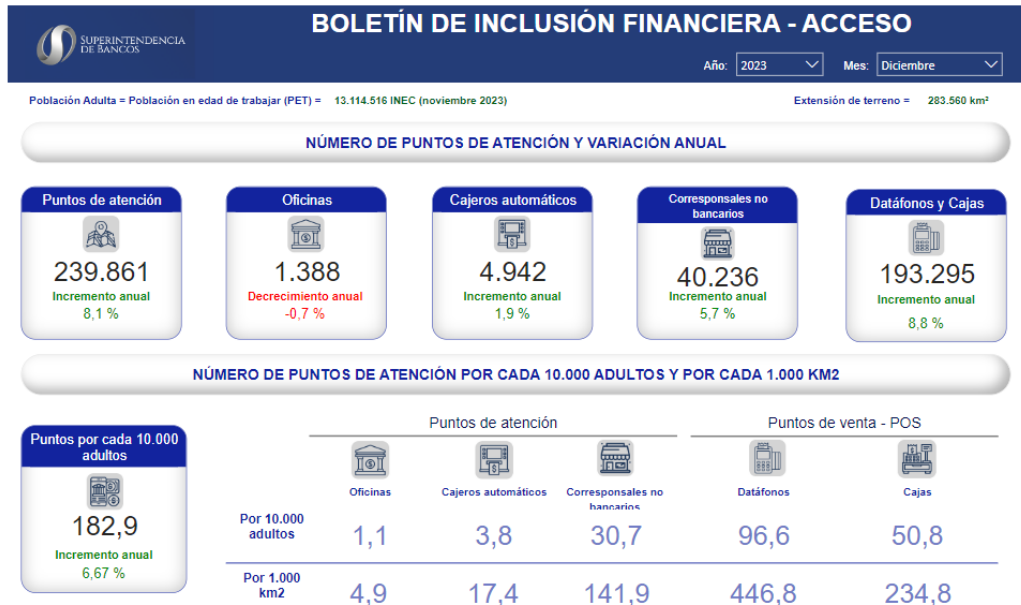 SUPERINTENDENCIA
DE BANCOS
BOLETÍN DE INCLUSIÓN FINANCIERA - ACCESO
Año: 2023 Mes: Diciembre
Población Adulta = Población en edad de trabajar (PET) = 13.114.516 INEC (noviembre 2023) Extensión de terreno = 283.560 km²
NÚMERO DE PUNTOS DE ATENCIÓN Y VARIACIÓN ANUAL
Puntos de atención
239.861
Incremento anual
8,1 %
Oficinas
1.388
Decrecimiento anual
-0,7 %
Cajeros automáticos
4.942
Incremento anual
1,9 %
Corresponsales no
bancarios
40.236
Incremento anual
5,7 %
Datáfonos y Cajas
193.295
Incremento anual
8,8 %
NÚMERO DE PUNTOS DE ATENCIÓN POR CADA 10.000 ADULTOS Y POR CADA 1.000 KM2
Puntos por cada 10.000
adultos
182,9
Incremento anual
6,67 %
Puntos de atención Puntos de venta - POS
Oficinas Cajeros automáticos Corresponsales no Datáfonos Cajas
bancarios
Por 10.000
adultos
1,1 3,8 30,7 96,6 50,8
Por 1.000
km2
4,9 17,4 141,9 446,8 234,8